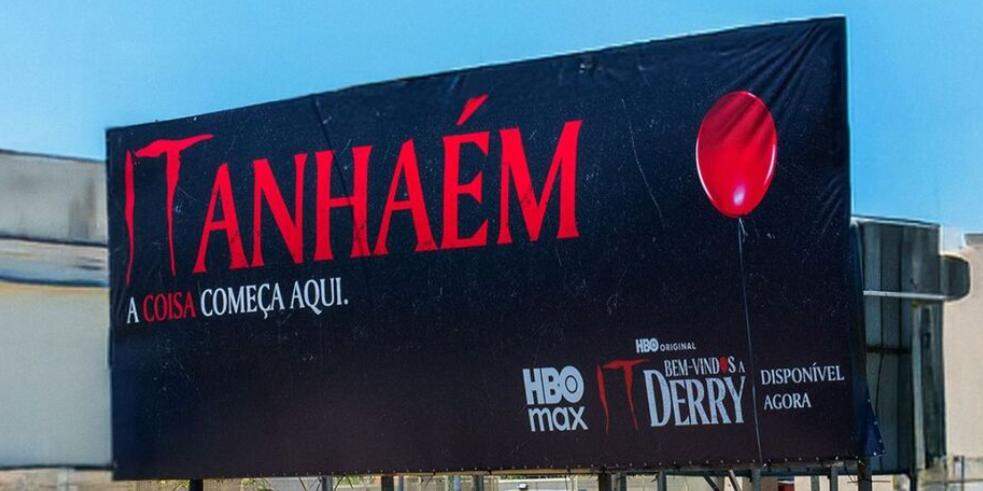 ITANHAÉM
A COISA COMEÇA AQUI.
HBO ORIGINAL
HBO max
IT BEM-VINDOS A DERRY
DISPONÍVEL AGORA